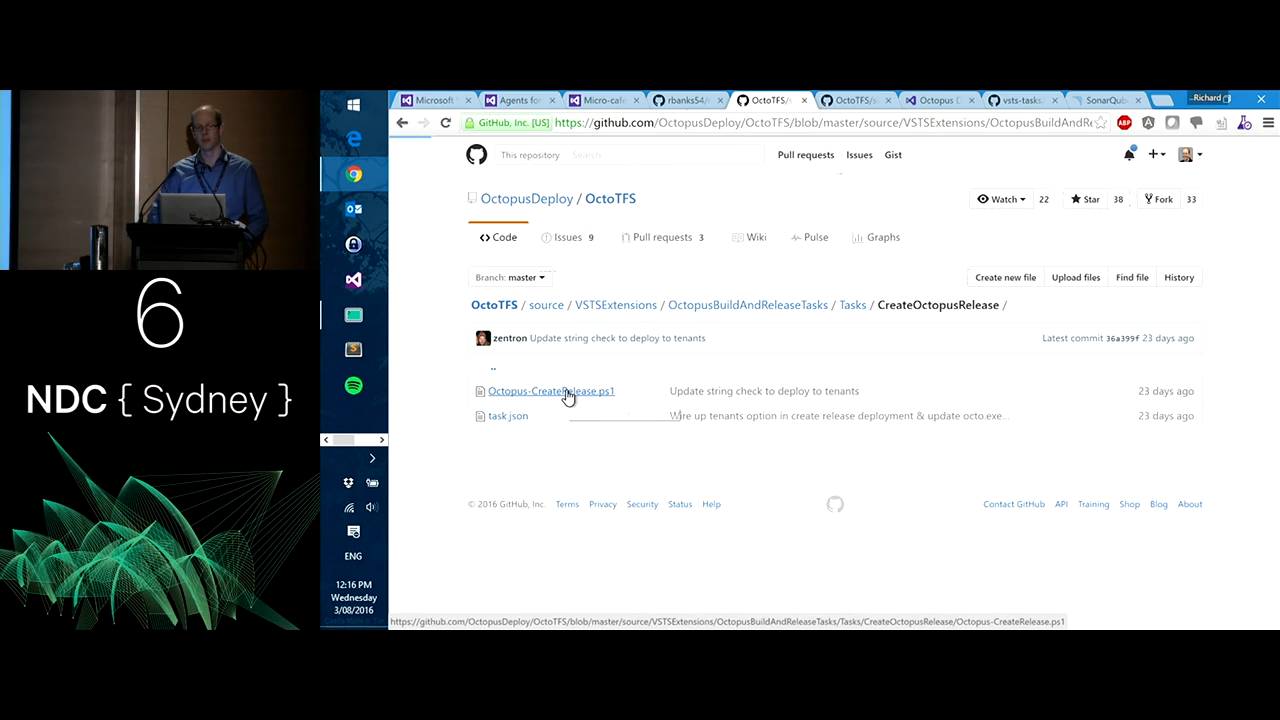 6
NDC { Sydney }
ENG
12:16 PM
Wednesday
3/08/2016
Microsoft
Agents for
Micro-cafe
rbanks54/
OctoTFS/s
OctoTFS/s
Octopus D
vsts-tasks
SonarQub
Richard
GitHub, Inc. [US] https://github.com/OctopusDeploy/OctoTFS/blob/master/source/VSTSExtensions/OctopusBuildAndRe
ABP
This repository Search Pull requests Issues Gist
OctopusDeploy / OctoTFS Watch 22 Star 38 Fork 33
Code Issues 9 Pull requests 3 Wiki Pulse Graphs
Branch: master Create new file Upload files Find file History
OctoTFS / source / VSTSExtensions / OctopusBuildAndReleaseTasks / Tasks / CreateOctopusRelease /
zentron Update string check to deploy to tenants Latest commit 36a399f 23 days ago
..
Octopus-CreateRelease.ps1 Update string check to deploy to tenants 23 days ago
task.json Wire up tenants option in create release deployment & update octo.exe... 23 days ago
© 2016 GitHub, Inc. Terms Privacy Security Status Help Contact GitHub API Training Shop Blog About
https://github.com/OctopusDeploy/OctoTFS/blob/master/source/VSTSExtensions/OctopusBuildAndReleaseTasks/Tasks/CreateOctopusRelease/Octopus-CreateRelease.ps1